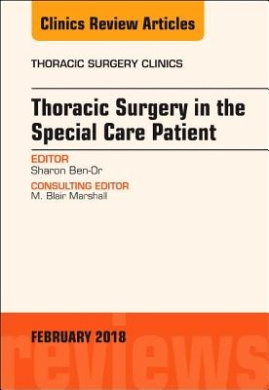 Clinics Review Articles
THORACIC SURGERY CLINICS
Thoracic Surgery in the
Special Care Patient
EDITOR
Sharon Ben-Or
CONSULTING EDITOR
M. Blair Marshall
FEBRUARY 2018
reviews